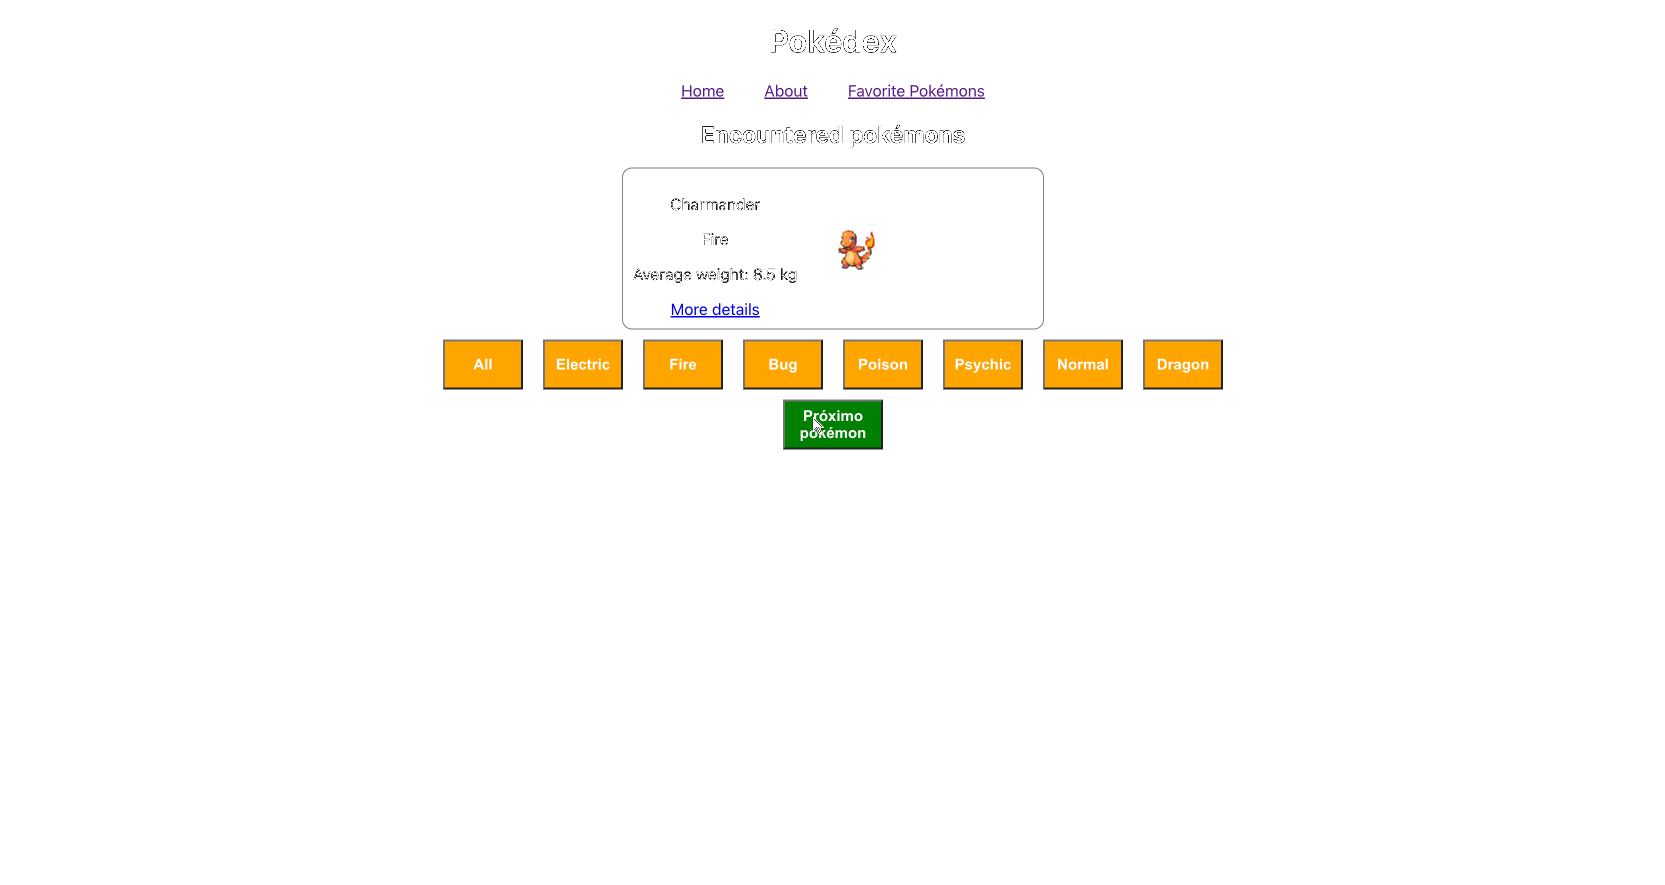 Pokédex
Home About Favorite Pokémons
Encountered pokémons
Charmander
Fire
Average weight: 8.5 kg
More details
All Electric Fire Bug Poison Psychic Normal Dragon
Próximo
pokémon